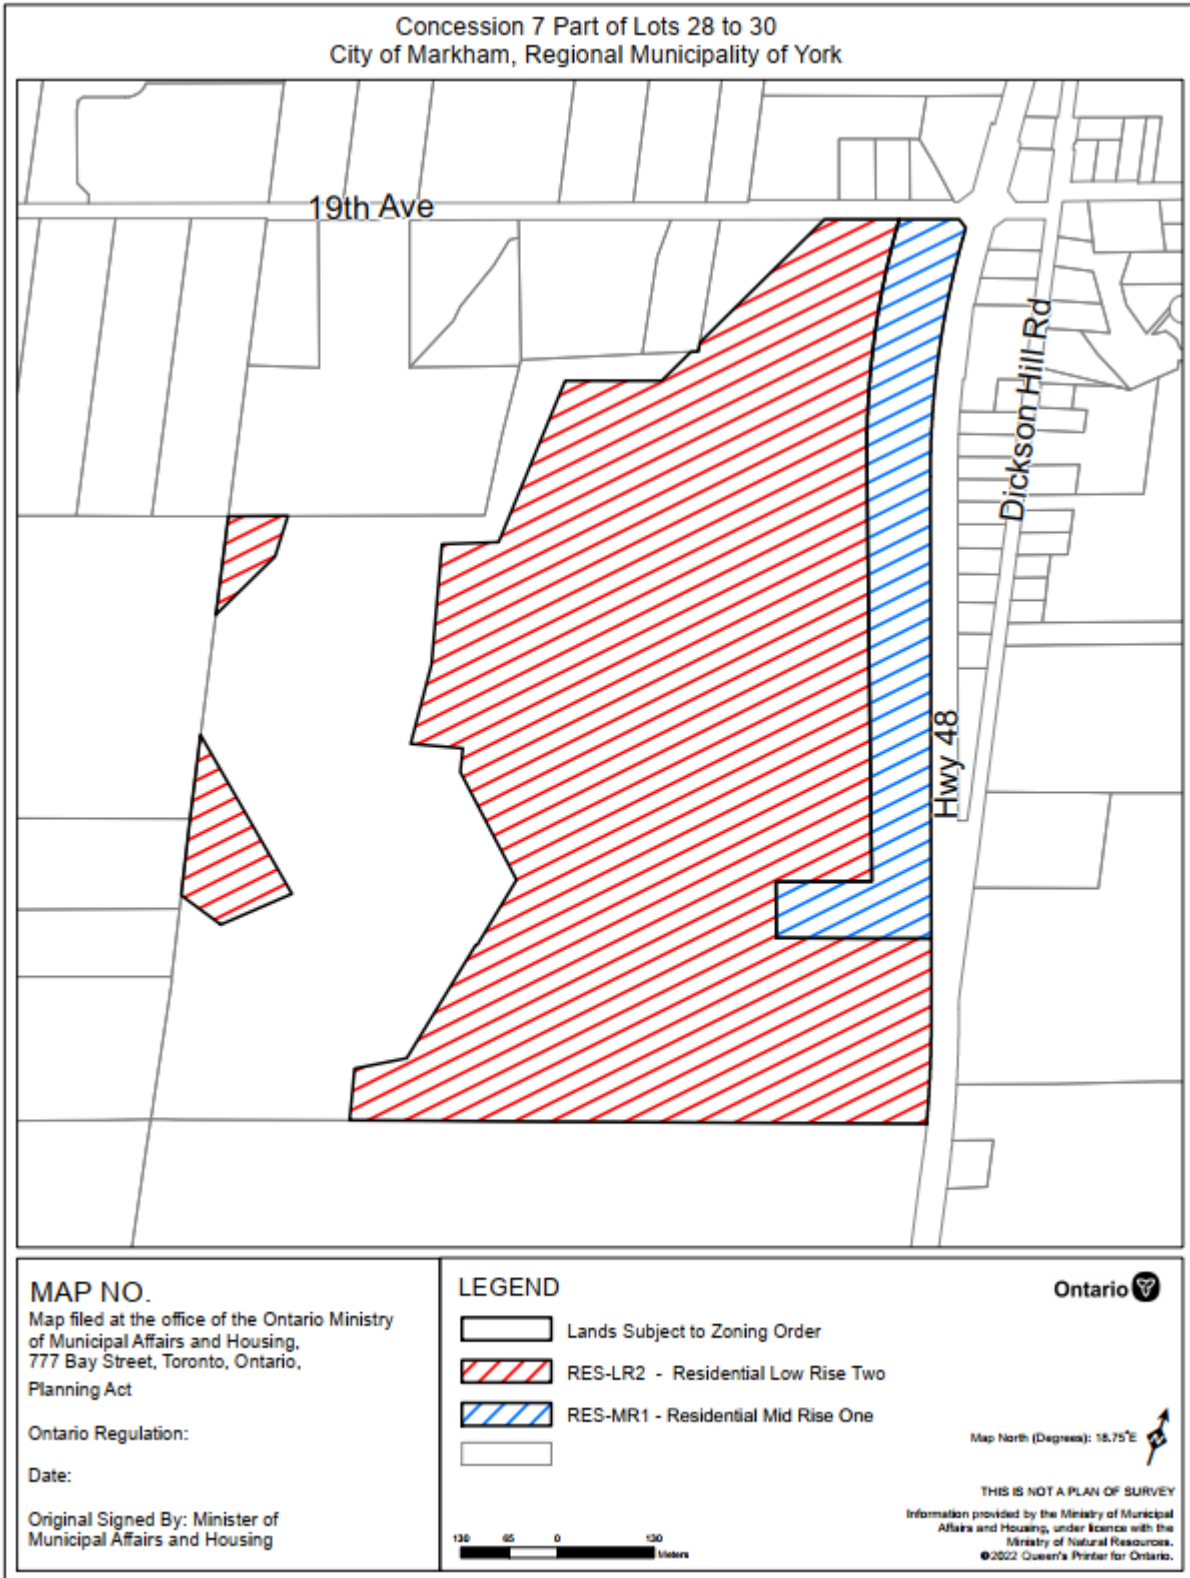 Concession 7 Part of Lots 28 to 30
City of Markham, Regional Municipality of York
19th Ave
Dickson Hill Rd
Hwy 48
MAP NO.
Map filed at the office of the Ontario Ministry
of Municipal Affairs and Housing,
777 Bay Street, Toronto, Ontario,
Planning Act
Ontario Regulation:
Date:
Original Signed By: Minister of
Municipal Affairs and Housing
LEGEND
Lands Subject to Zoning Order
RES-LR2 - Residential Low Rise Two
RES-MR1 - Residential Mid Rise One
130 65 0 130
Meters
Ontario
Map North (Degrees): 18.75°E
N
THIS IS NOT A PLAN OF SURVEY
Information provided by the Ministry of Municipal
Affairs and Housing, under licence with the
Ministry of Natural Resources.
©2022 Queen's Printer for Ontario.